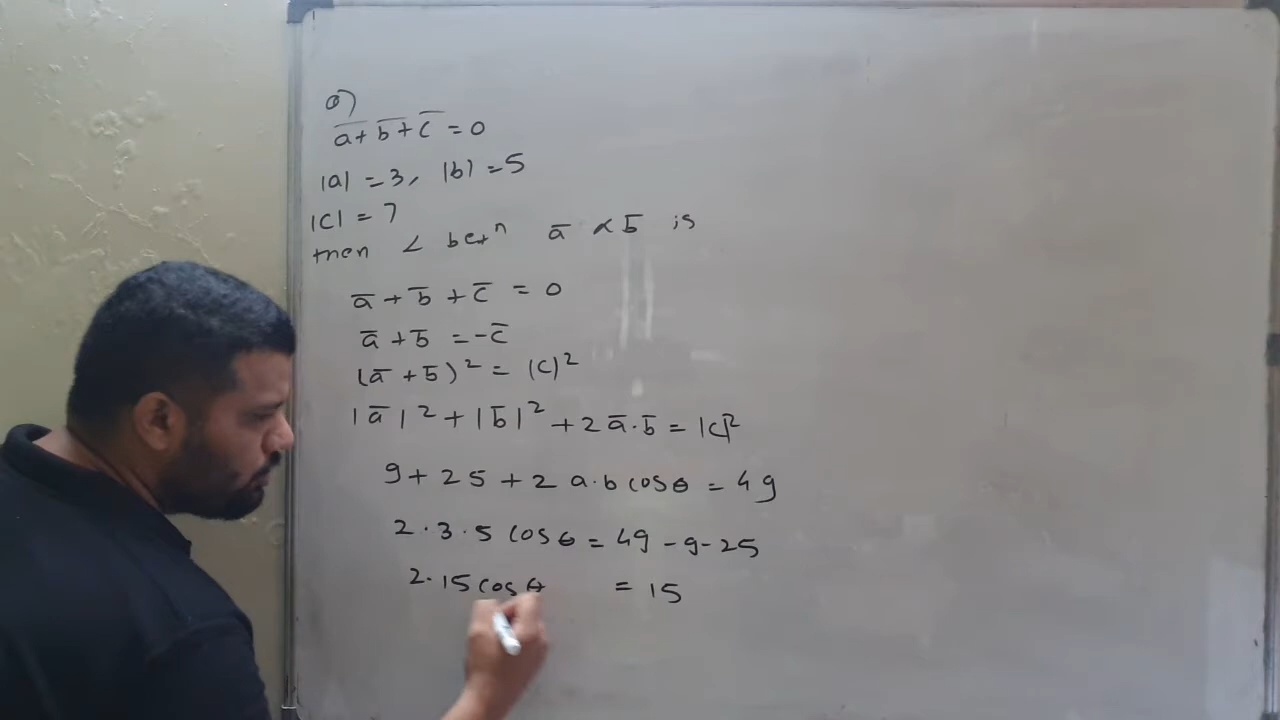 Q)
a̅ + b̅ + c̅ = 0
|a| = 3, |b| = 5
|c| = 7
then ∠ betⁿ a̅ & b̅ is
a̅ + b̅ + c̅ = 0
a̅ + b̅ = -c̅
(a̅ + b̅)² = |c|²
|a̅|² + |b̅|² + 2a̅·b̅ = |c|²
9 + 25 + 2 a·b cosθ = 49
2·3·5 cosθ = 49 - 9 - 25
2·15 cosθ = 15